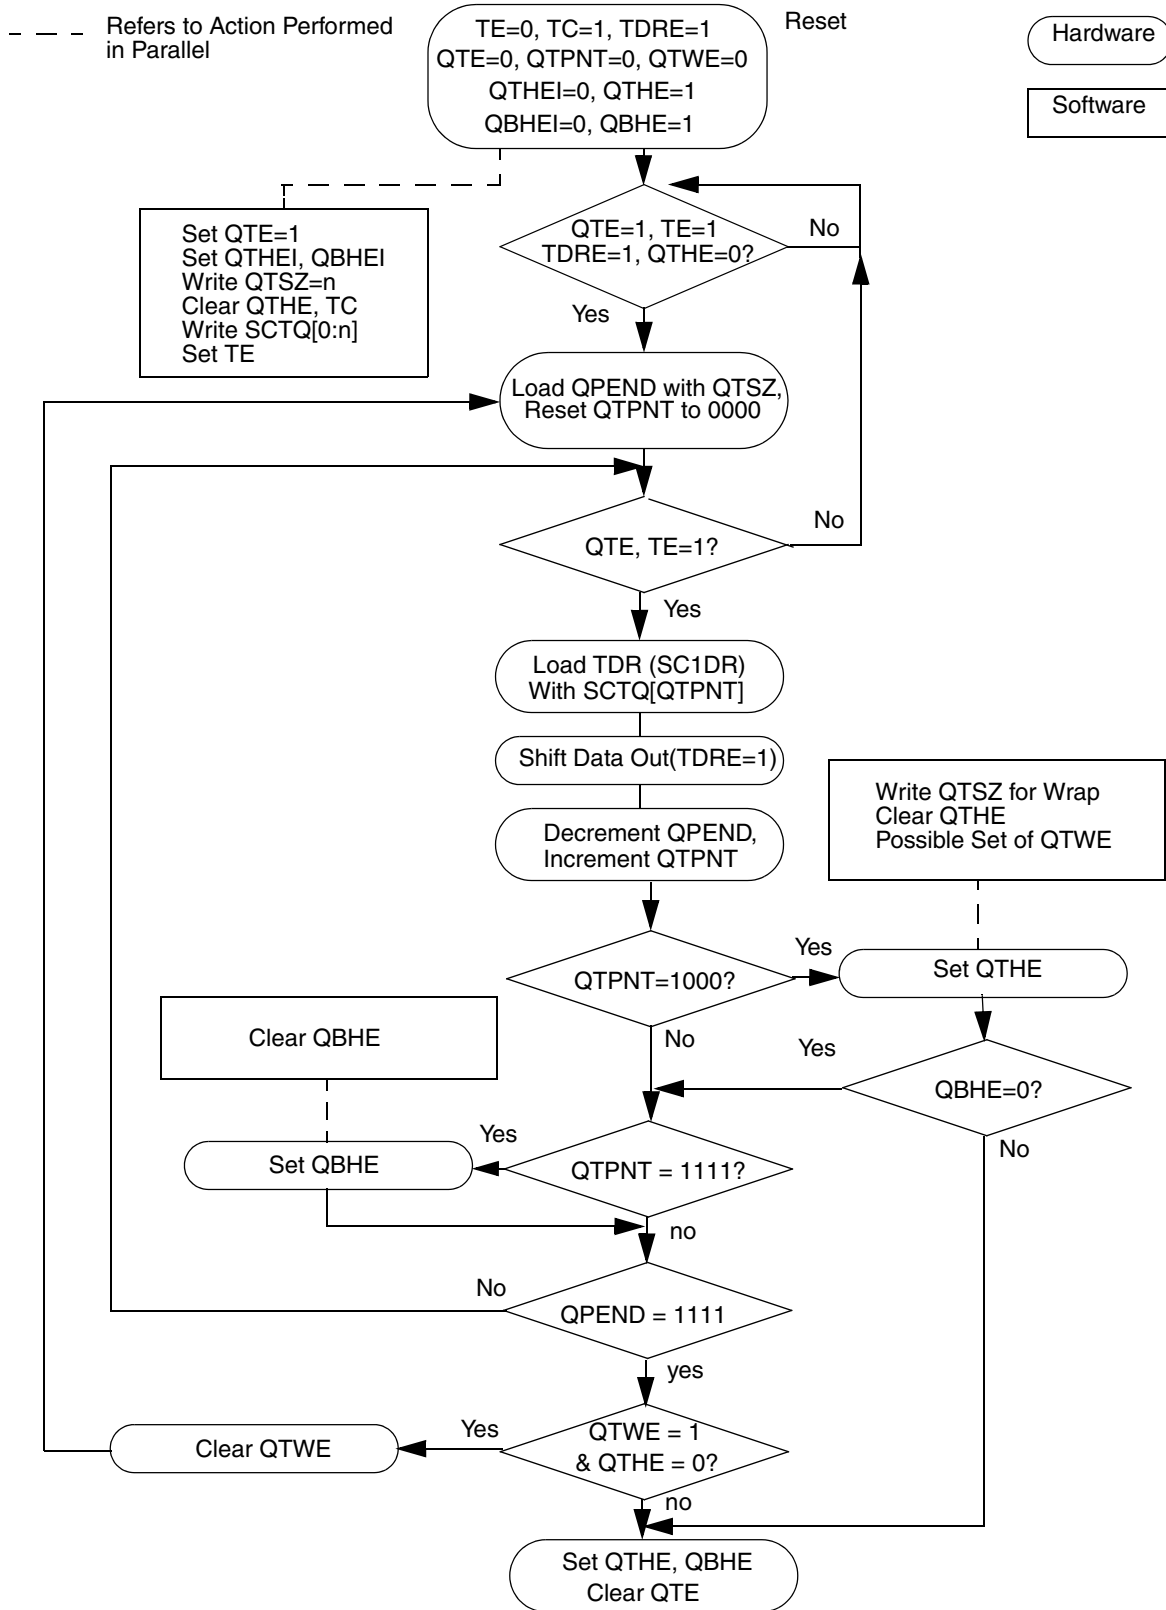 Refers to Action Performed
in Parallel
TE=0, TC=1, TDRE=1
QTE=0, QTPNT=0, QTWE=0
QTHEI=0, QTHE=1
QBHEI=0, QBHE=1
Reset
Hardware
Software
Set QTE=1
Set QTHEI, QBHEI
Write QTSZ=n
Clear QTHE, TC
Write SCTQ[0:n]
Set TE
QTE=1, TE=1
TDRE=1, QTHE=0?
No
Yes
Load QPEND with QTSZ,
Reset QTPNT to 0000
QTE, TE=1?
No
Yes
Load TDR (SC1DR)
With SCTQ[QTPNT]
Shift Data Out(TDRE=1)
Decrement QPEND,
Increment QTPNT
Write QTSZ for Wrap
Clear QTHE
Possible Set of QTWE
QTPNT=1000?
Yes
Set QTHE
No
Clear QBHE
Yes
QBHE=0?
No
Yes
Set QBHE
QTPNT = 1111?
no
No
QPEND = 1111
yes
Yes
Clear QTWE
QTWE = 1
& QTHE = 0?
no
Set QTHE, QBHE
Clear QTE